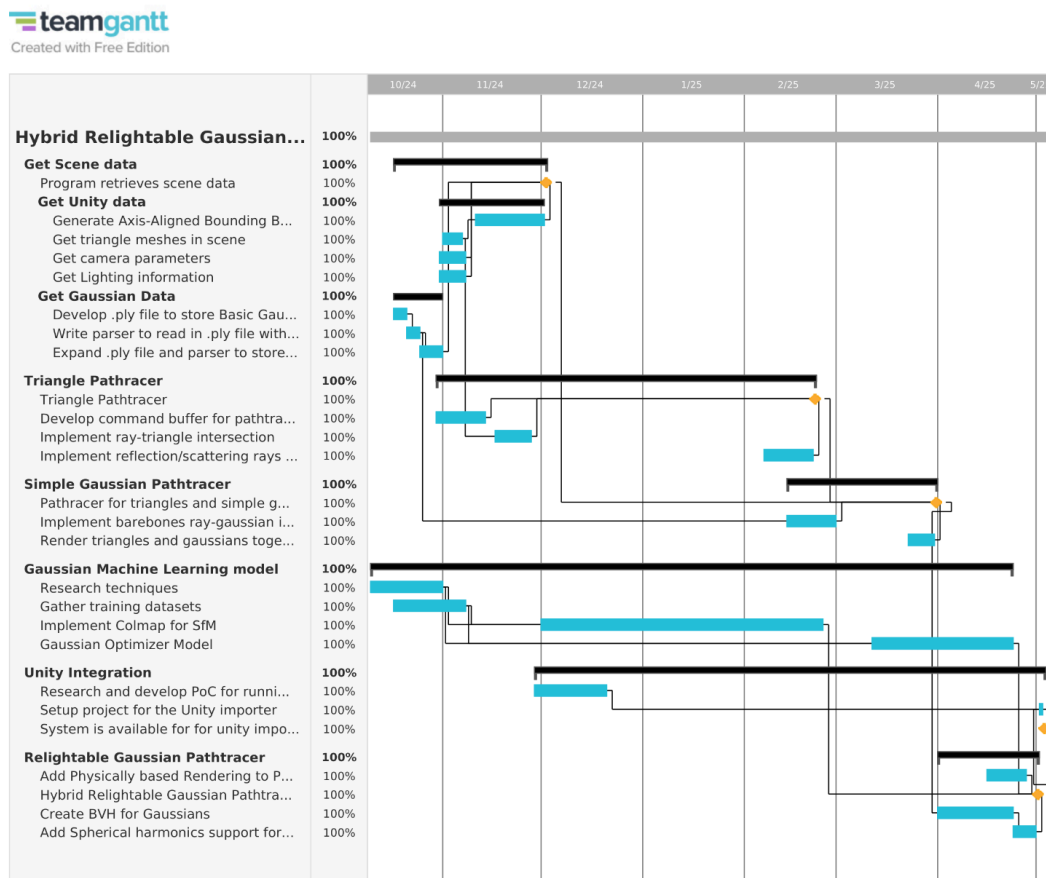 teamgantt
Created with Free Edition
10/24 11/24 12/24 1/25 2/25 3/25 4/25 5/2
Hybrid Relightable Gaussian... 100%
Get Scene data 100%
Program retrieves scene data 100%
Get Unity data 100%
Generate Axis-Aligned Bounding B... 100%
Get triangle meshes in scene 100%
Get camera parameters 100%
Get Lighting information 100%
Get Gaussian Data 100%
Develop .ply file to store Basic Gau... 100%
Write parser to read in .ply file with... 100%
Expand .ply file and parser to store... 100%
Triangle Pathracer 100%
Triangle Pathtracer 100%
Develop command buffer for pathtra... 100%
Implement ray-triangle intersection 100%
Implement reflection/scattering rays ... 100%
Simple Gaussian Pathtracer 100%
Pathracer for triangles and simple g... 100%
Implement barebones ray-gaussian i... 100%
Render triangles and gaussians toge... 100%
Gaussian Machine Learning model 100%
Research techniques 100%
Gather training datasets 100%
Implement Colmap for SfM 100%
Gaussian Optimizer Model 100%
Unity Integration 100%
Research and develop PoC for runni... 100%
Setup project for the Unity importer 100%
System is available for for unity impo... 100%
Relightable Gaussian Pathtracer 100%
Add Physically based Rendering to P... 100%
Hybrid Relightable Gaussian Pathtra... 100%
Create BVH for Gaussians 100%
Add Spherical harmonics support for... 100%